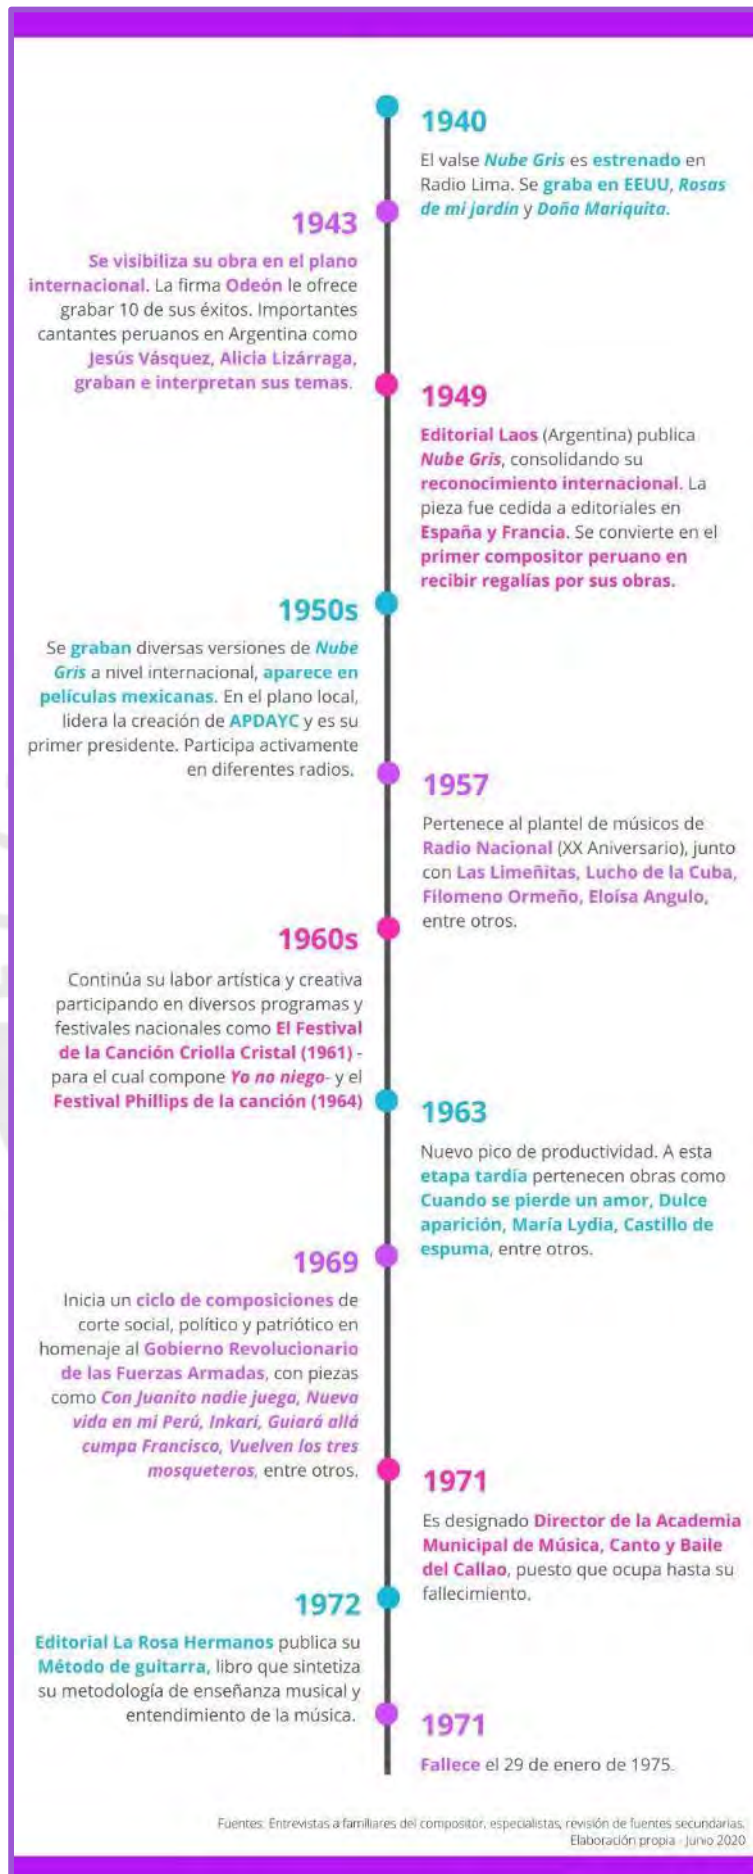 1940
El valse Nube Gris es estrenado en
Radio Lima. Se graba en EEUU, Rosas
de mi jardín y Doña Mariquita.
1943
Se visibiliza su obra en el plano
internacional. La firma Odeón le ofrece
grabar 10 de sus éxitos. Importantes
cantantes peruanos en Argentina como
Jesús Vásquez, Alicia Lizárraga,
graban e interpretan sus temas.
1949
Editorial Laos (Argentina) publica
Nube Gris, consolidando su
reconocimiento internacional. La
pieza fue cedida a editoriales en
España y Francia. Se convierte en el
primer compositor peruano en
recibir regalías por sus obras.
1950s
Se graban diversas versiones de Nube
Gris a nivel internacional, aparece en
películas mexicanas. En el plano local,
lidera la creación de APDAYC y es su
primer presidente. Participa activamente
en diferentes radios.
1957
Pertenece al plantel de músicos de
Radio Nacional (XX Aniversario), junto
con Las Limeñitas, Lucho de la Cuba,
Filomeno Ormeño, Eloísa Angulo,
entre otros.
1960s
Continúa su labor artística y creativa
participando en diversos programas y
festivales nacionales como El Festival
de la Canción Criolla Cristal (1961) -
para el cual compone Yo no niego- y el
Festival Phillips de la canción (1964)
1963
Nuevo pico de productividad. A esta
etapa tardía pertenecen obras como
Cuando se pierde un amor, Dulce
aparición, María Lydia, Castillo de
espuma, entre otros.
1969
Inicia un ciclo de composiciones de
corte social, político y patriótico en
homenaje al Gobierno Revolucionario
de las Fuerzas Armadas, con piezas
como Con Juanito nadie juega, Nueva
vida en mi Perú, Inkarí, Guiará allá
cumpa Francisco, Vuelven los tres
mosqueteros, entre otros.
1971
Es designado Director de la Academia
Municipal de Música, Canto y Baile
del Callao, puesto que ocupa hasta su
fallecimiento.
1972
Editorial La Rosa Hermanos publica su
Método de guitarra, libro que sintetiza
su metodología de enseñanza musical y
entendimiento de la música.
1971
Fallece el 29 de enero de 1975.
Fuentes: Entrevistas a familiares del compositor, especialistas, revisión de fuentes secundarias.
Elaboración propia - Junio 2020